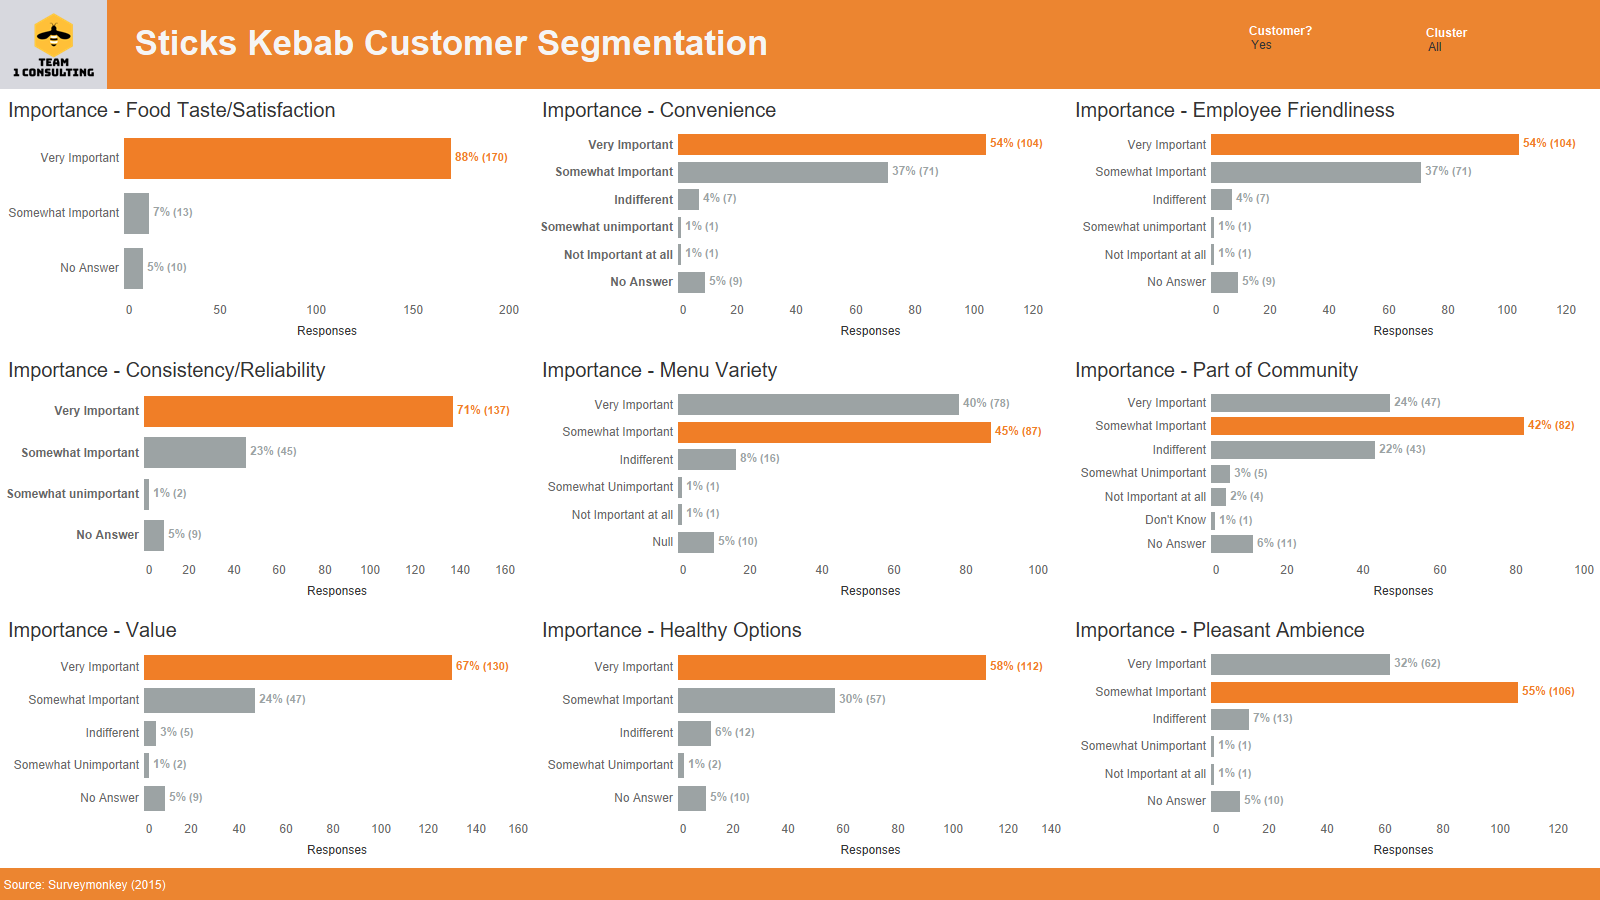 TEAM
1 CONSULTING
Sticks Kebab Customer Segmentation
Customer?
Yes
Cluster
All
Importance - Food Taste/Satisfaction
Very Important 88% (170)
Somewhat Important 7% (13)
No Answer 5% (10)
0 50 100 150 200
Responses
Importance - Convenience
Very Important 54% (104)
Somewhat Important 37% (71)
Indifferent 4% (7)
Somewhat unimportant 1% (1)
Not Important at all 1% (1)
No Answer 5% (9)
0 20 40 60 80 100 120
Responses
Importance - Employee Friendliness
Very Important 54% (104)
Somewhat Important 37% (71)
Indifferent 4% (7)
Somewhat unimportant 1% (1)
Not Important at all 1% (1)
No Answer 5% (9)
0 20 40 60 80 100 120
Responses
Importance - Consistency/Reliability
Very Important 71% (137)
Somewhat Important 23% (45)
Somewhat unimportant 1% (2)
No Answer 5% (9)
0 20 40 60 80 100 120 140 160
Responses
Importance - Menu Variety
Very Important 40% (78)
Somewhat Important 45% (87)
Indifferent 8% (16)
Somewhat Unimportant 1% (1)
Not Important at all 1% (1)
Null 5% (10)
0 20 40 60 80 100
Responses
Importance - Part of Community
Very Important 24% (47)
Somewhat Important 42% (82)
Indifferent 22% (43)
Somewhat Unimportant 3% (5)
Not Important at all 2% (4)
Don't Know 1% (1)
No Answer 6% (11)
0 20 40 60 80 100
Responses
Importance - Value
Very Important 67% (130)
Somewhat Important 24% (47)
Indifferent 3% (5)
Somewhat Unimportant 1% (2)
No Answer 5% (9)
0 20 40 60 80 100 120 140 160
Responses
Importance - Healthy Options
Very Important 58% (112)
Somewhat Important 30% (57)
Indifferent 6% (12)
Somewhat Unimportant 1% (2)
No Answer 5% (10)
0 20 40 60 80 100 120 140
Responses
Importance - Pleasant Ambience
Very Important 32% (62)
Somewhat Important 55% (106)
Indifferent 7% (13)
Somewhat Unimportant 1% (1)
Not Important at all 1% (1)
No Answer 5% (10)
0 20 40 60 80 100 120
Responses
Source: Surveymonkey (2015)